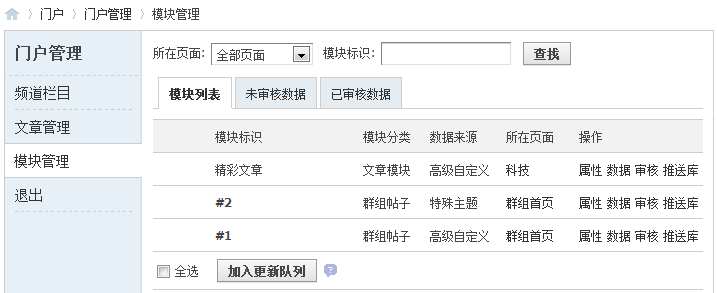 〉门户 〉门户管理 〉模块管理
门户管理
频道栏目
文章管理
模块管理
退出
所在页面: 全部页面 模块标识: 查找
模块列表 未审核数据 已审核数据
模块标识 模块分类 数据来源 所在页面 操作
精彩文章 文章模块 高级自定义 科技 属性 数据 审核 推送库
#2 群组帖子 特殊主题 群组首页 属性 数据 审核 推送库
#1 群组帖子 高级自定义 群组首页 属性 数据 审核 推送库
全选 加入更新队列 ?